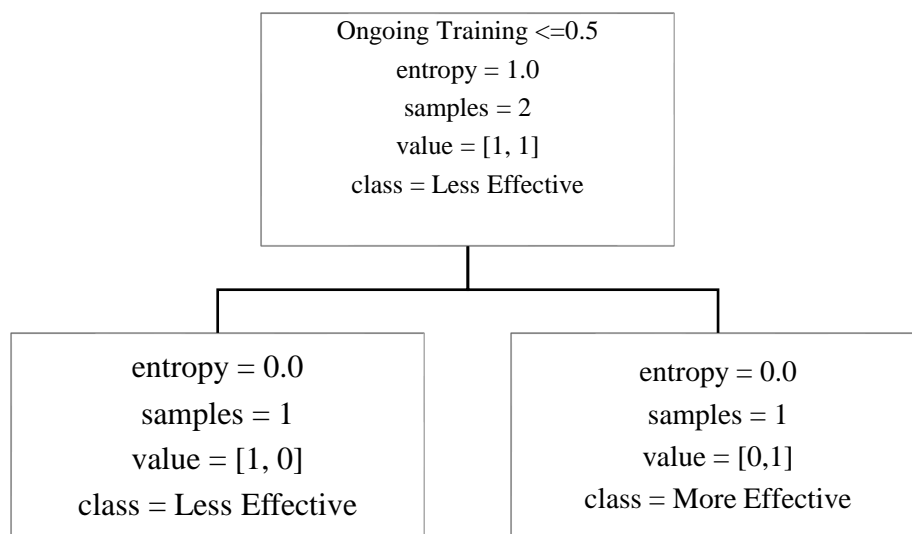 Ongoing Training <=0.5
entropy = 1.0
samples = 2
value = [1, 1]
class = Less Effective
entropy = 0.0
samples = 1
value = [1, 0]
class = Less Effective
entropy = 0.0
samples = 1
value = [0,1]
class = More Effective